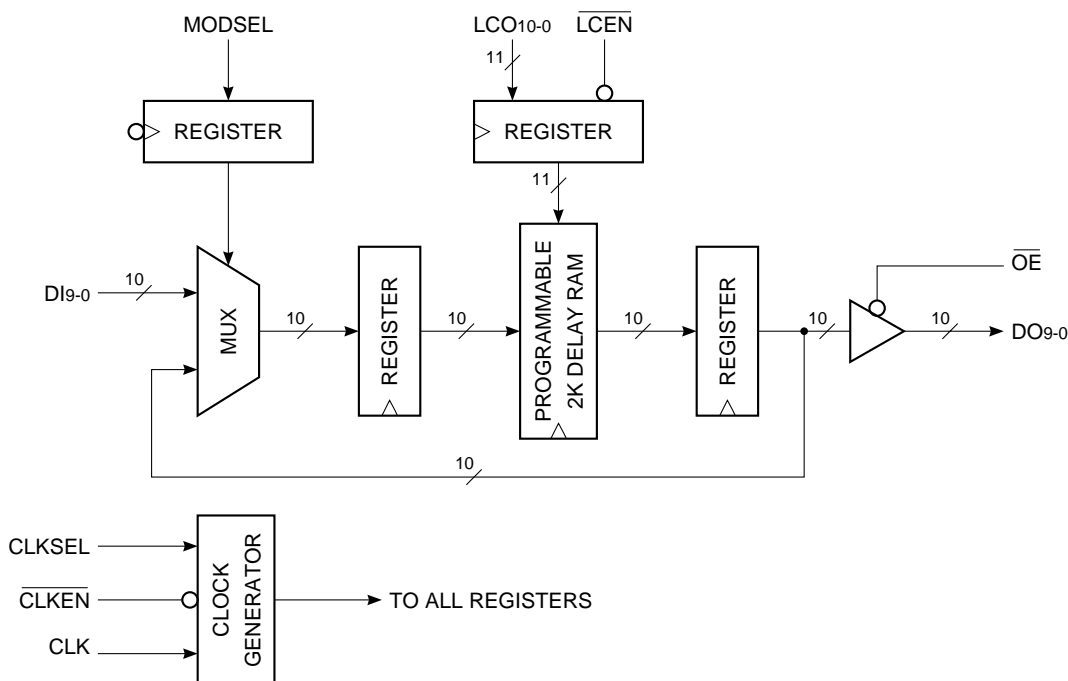 MODSEL
LCO10-0
LCEN
11
REGISTER
REGISTER
11
DI9-0
10
MUX
10
REGISTER
10
PROGRAMMABLE
2K DELAY RAM
10
REGISTER
10
OE
10
DO9-0
10
CLKSEL
CLKEN
CLK
CLOCK
GENERATOR
TO ALL REGISTERS